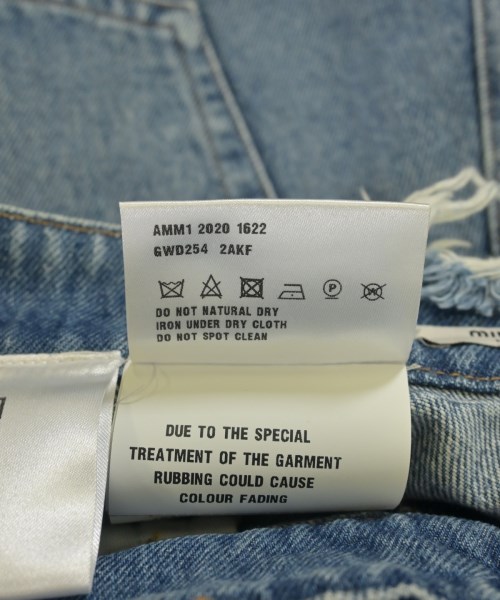 AMM1 2020 1622
GWD254 2AKF
P
DO NOT NATURAL DRY
IRON UNDER DRY CLOTH
DO NOT SPOT CLEAN
DUE TO THE SPECIAL
TREATMENT OF THE GARMENT
RUBBING COULD CAUSE
COLOUR FADING